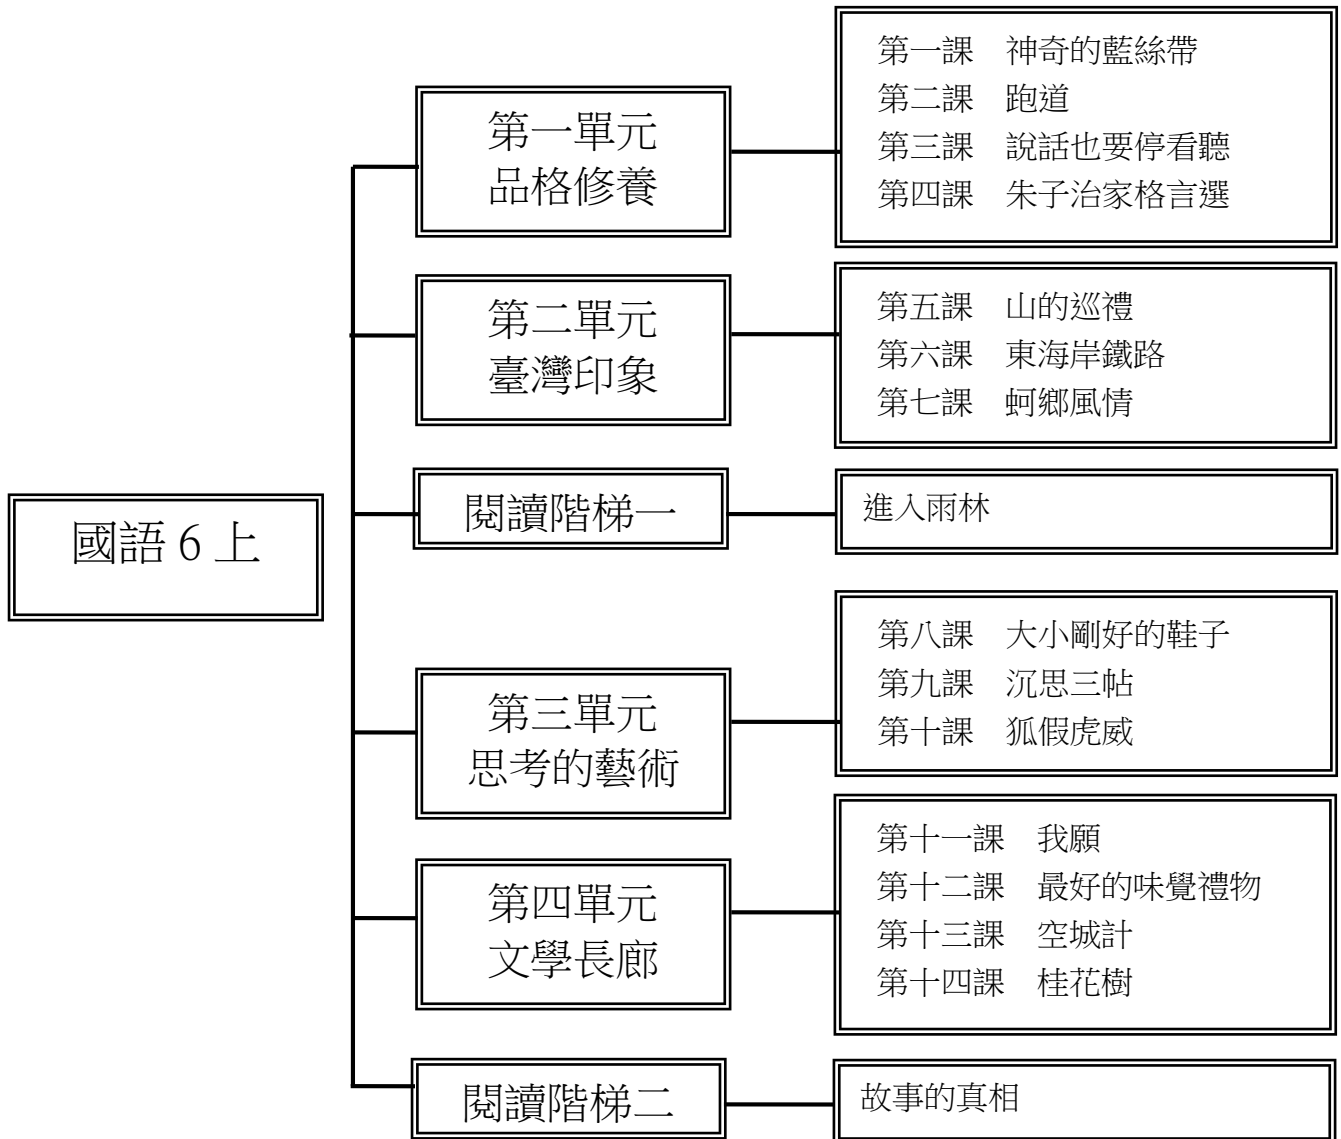 國語 6 上
第一單元
品格修養
第一課　神奇的藍絲帶
第二課　跑道
第三課　說話也要停看聽
第四課　朱子治家格言選
第二單元
臺灣印象
第五課　山的巡禮
第六課　東海岸鐵路
第七課　蚵鄉風情
閱讀階梯一
進入雨林
第三單元
思考的藝術
第八課　大小剛好的鞋子
第九課　沉思三帖
第十課　狐假虎威
第四單元
文學長廊
第十一課　我願
第十二課　最好的味覺禮物
第十三課　空城計
第十四課　桂花樹
閱讀階梯二
故事的真相